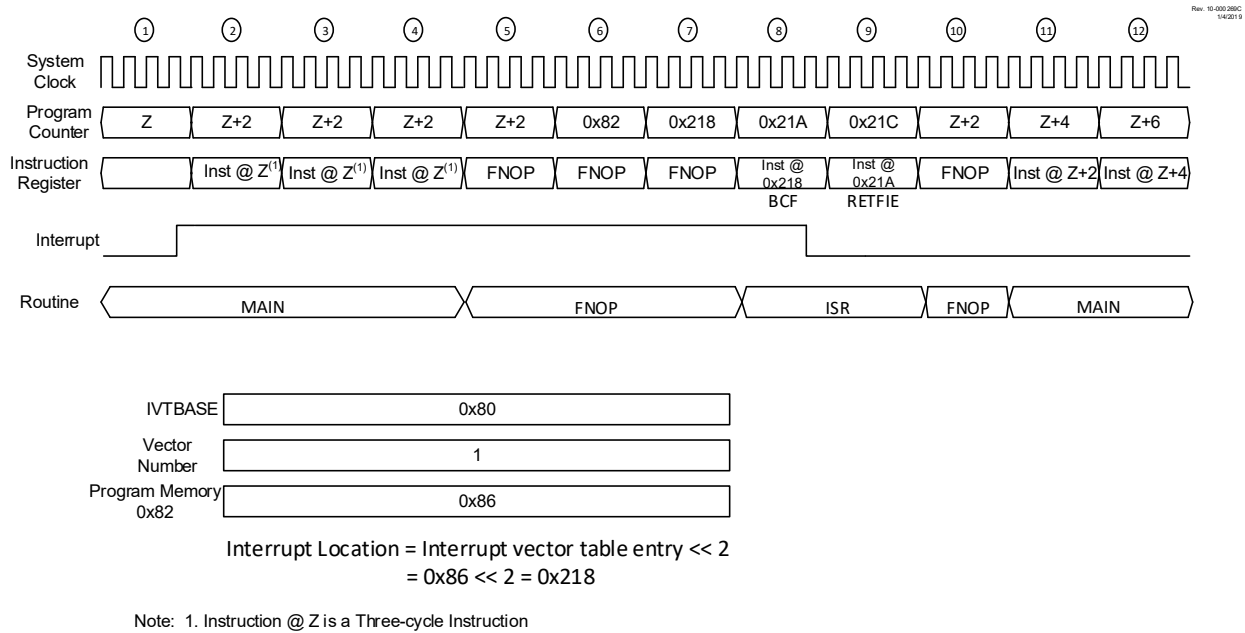 Rev. 10-000 269C
1/4/201 9
1 2 3 4 5 6 7 8 9 10 11 12
System
Clock
Program
Counter
Z Z+2 Z+2 Z+2 Z+2 0x82 0x218 0x21A 0x21C Z+2 Z+4 Z+6
Instruction
Register
Inst @ Z(1) Inst @ Z(1) Inst @ Z(1) FNOP FNOP FNOP Inst @ 0x218 Inst @ 0x21A FNOP Inst @ Z+2 Inst @ Z+4
BCF RETFIE
Interrupt
Routine
MAIN FNOP ISR FNOP MAIN
IVTBASE 0x80
Vector
Number
1
Program Memory
0x82
0x86
Interrupt Location = Interrupt vector table entry << 2
= 0x86 << 2 = 0x218
Note: 1. Instruction @ Z is a Three-cycle Instruction